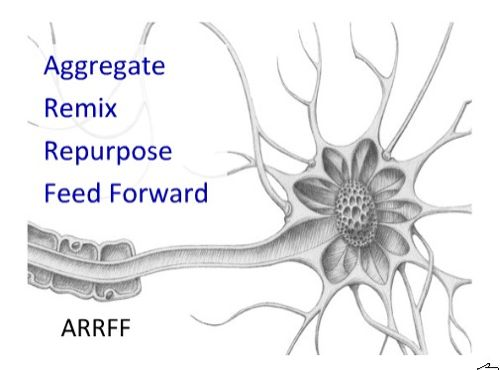 Aggregate
Remix
Repurpose
Feed Forward
ARRFF